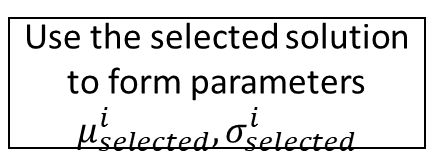 Use the selected solution
to form parameters
μ^i_selected, σ^i_selected